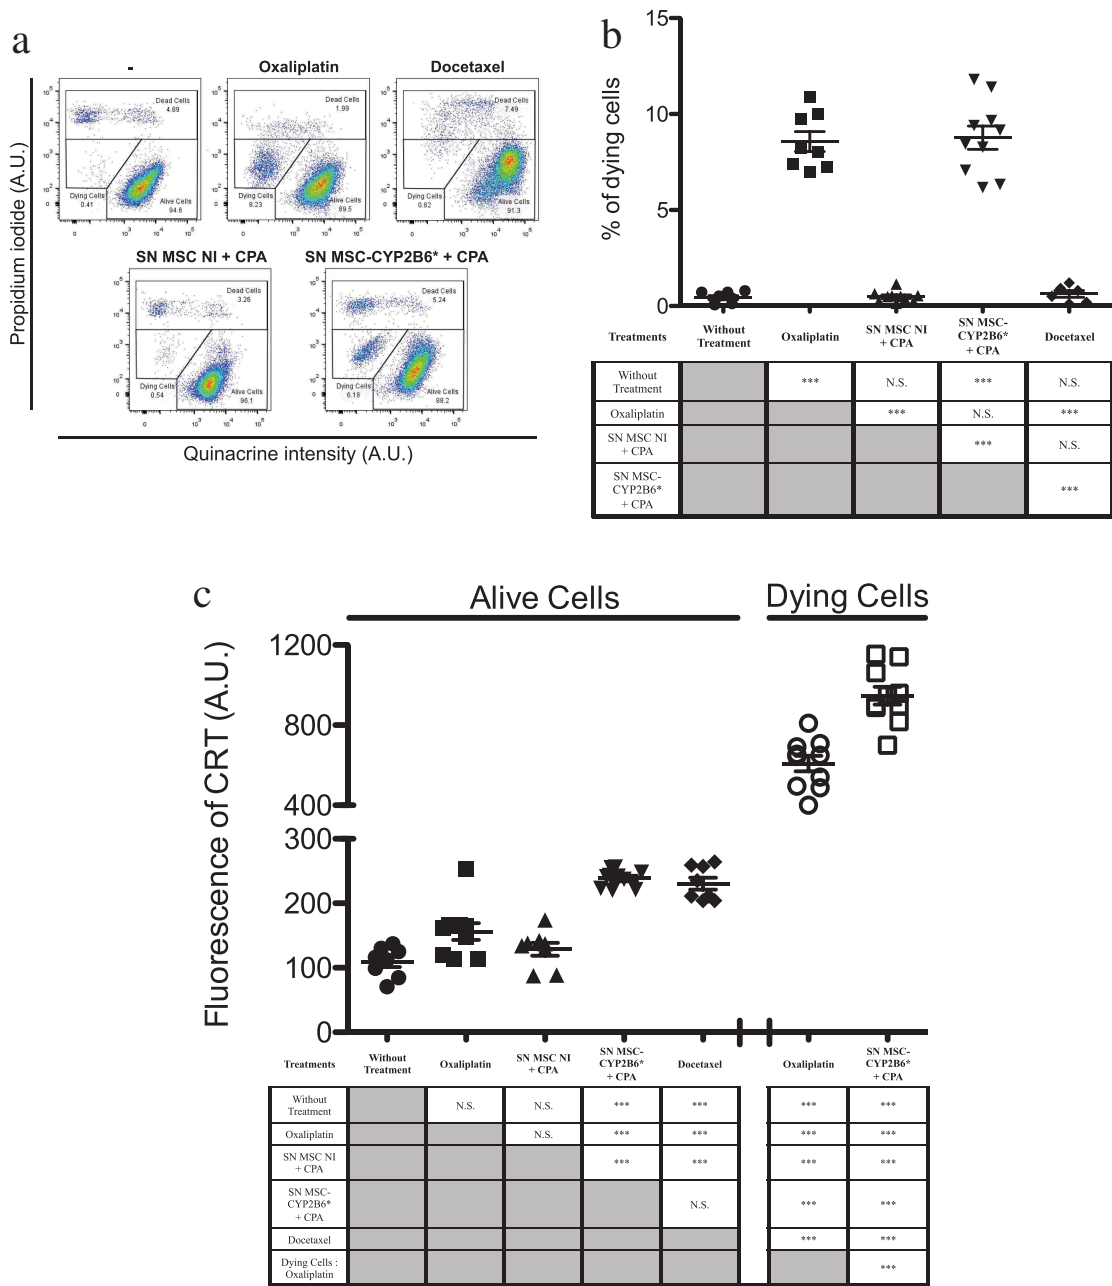 a
Propidium iodide (A.U.)
-
Oxaliplatin
Docetaxel
Dead Cells
4.89
Dying Cells
0.41
Alive Cells
94.6
Dead Cells
1.99
Dying Cells
8.23
Alive Cells
89.5
Dead Cells
7.49
Dying Cells
0.82
Alive Cells
91.3
SN MSC NI + CPA
SN MSC-CYP2B6* + CPA
Dead Cells
3.26
Dying Cells
0.54
Alive Cells
96.1
Dead Cells
5.24
Dying Cells
6.18
Alive Cells
88.2
Quinacrine intensity (A.U.)
b
% of dying cells
15
10
5
0
Treatments
Without
Treatment
Oxaliplatin
SN MSC NI
+ CPA
SN MSC-
CYP2B6*
+ CPA
Docetaxel
Without
Treatment
*** N.S. *** N.S.
Oxaliplatin *** N.S. ***
SN MSC NI
+ CPA
*** N.S.
SN MSC-
CYP2B6*
+ CPA
***
c
Alive Cells
Dying Cells
Fluorescence of CRT (A.U.)
1200
800
400
300
200
100
0
Treatments
Without
Treatment
Oxaliplatin
SN MSC NI
+ CPA
SN MSC-
CYP2B6*
+ CPA
Docetaxel
Oxaliplatin
SN MSC-
CYP2B6*
+ CPA
Without
Treatment
N.S. N.S. *** *** *** ***
Oxaliplatin N.S. *** *** *** ***
SN MSC NI
+ CPA
*** *** *** ***
SN MSC-
CYP2B6*
+ CPA
N.S. *** ***
Docetaxel *** ***
Dying Cells :
Oxaliplatin
***